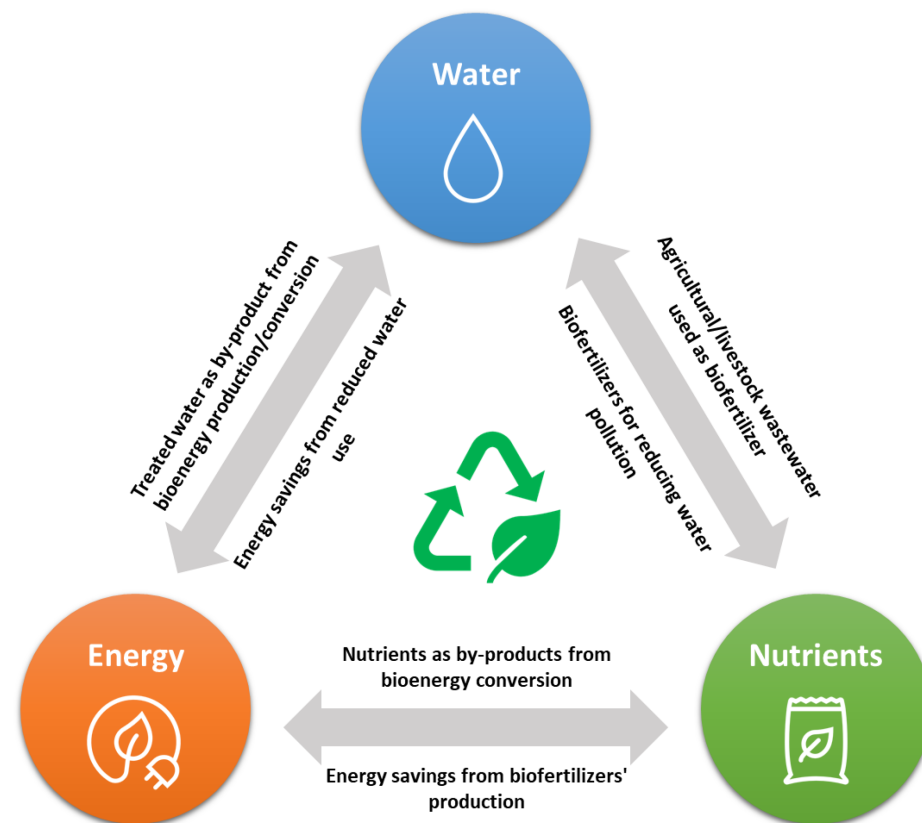 Water
Treated water as by-product from
bioenergy production/conversion
Energy savings from reduced water
use
Agricultural/livestock wastewater
used as biofertilizer
Biofertilizers for reducing water
pollution
Energy
Nutrients as by-products from
bioenergy conversion
Energy savings from biofertilizers'
production
Nutrients